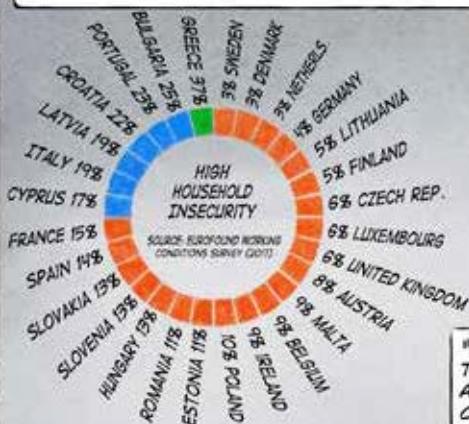 3% SWEDEN
3% DENMARK
3% NETHERLS
4% GERMANY
5% LITHUANIA
5% FINLAND
6% CZECH REP.
6% LUXEMBOURG
6% UNITED KINGDOM
8% AUSTRIA
9% MALTA
9% BELGIUM
9% IRELAND
10% POLAND
ESTONIA 11%
ROMANIA 11%
HUNGARY 13%
SLOVENIA 13%
SLOVAKIA 13%
SPAIN 14%
FRANCE 15%
CYPRUS 17%
ITALY 19%
LATVIA 19%
CROATIA 22%
PORTUGAL 23%
BULGARIA 25%
GREECE 37%
HIGH
HOUSEHOLD
INSECURITY
SOURCE: EUROFOUND WORKING
CONDITIONS SURVEY (2017)